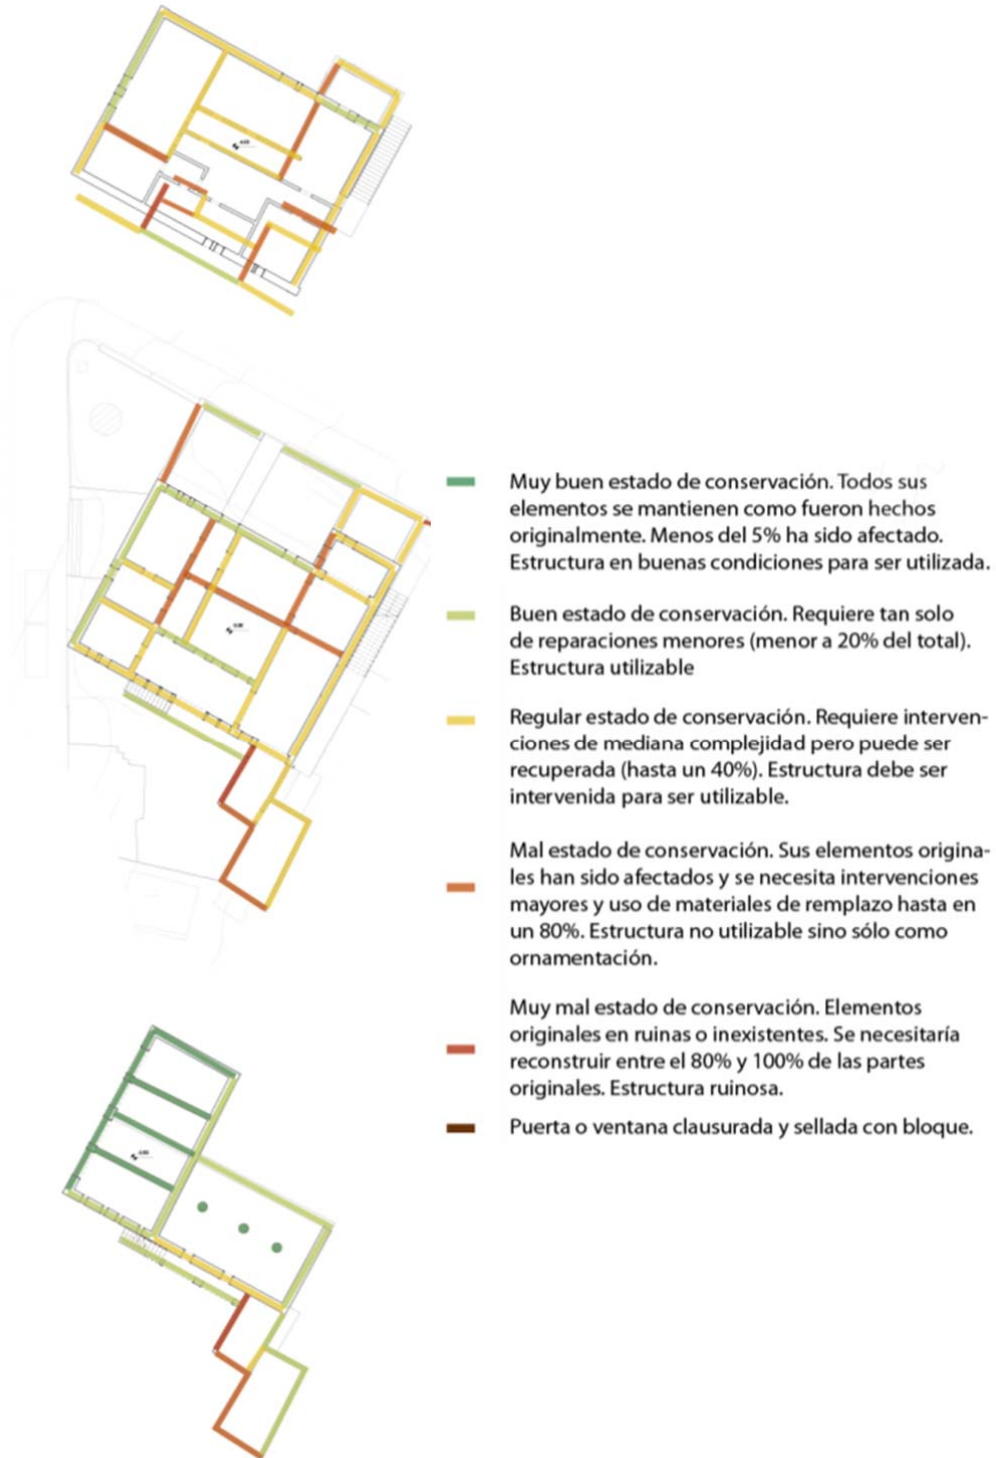 Muy buen estado de conservación. Todos sus
elementos se mantienen como fueron hechos
originalmente. Menos del 5% ha sido afectado.
Estructura en buenas condiciones para ser utilizada.
Buen estado de conservación. Requiere tan solo
de reparaciones menores (menor a 20% del total).
Estructura utilizable
Regular estado de conservación. Requiere interven-
ciones de mediana complejidad pero puede ser
recuperada (hasta un 40%). Estructura debe ser
intervenida para ser utilizable.
Mal estado de conservación. Sus elementos origina-
les han sido afectados y se necesita intervenciones
mayores y uso de materiales de remplazo hasta en
un 80%. Estructura no utilizable sino sólo como
ornamentación.
Muy mal estado de conservación. Elementos
originales en ruinas o inexistentes. Se necesitaría
reconstruir entre el 80% y 100% de las partes
originales. Estructura ruinosa.
Puerta o ventana clausurada y sellada con bloque.